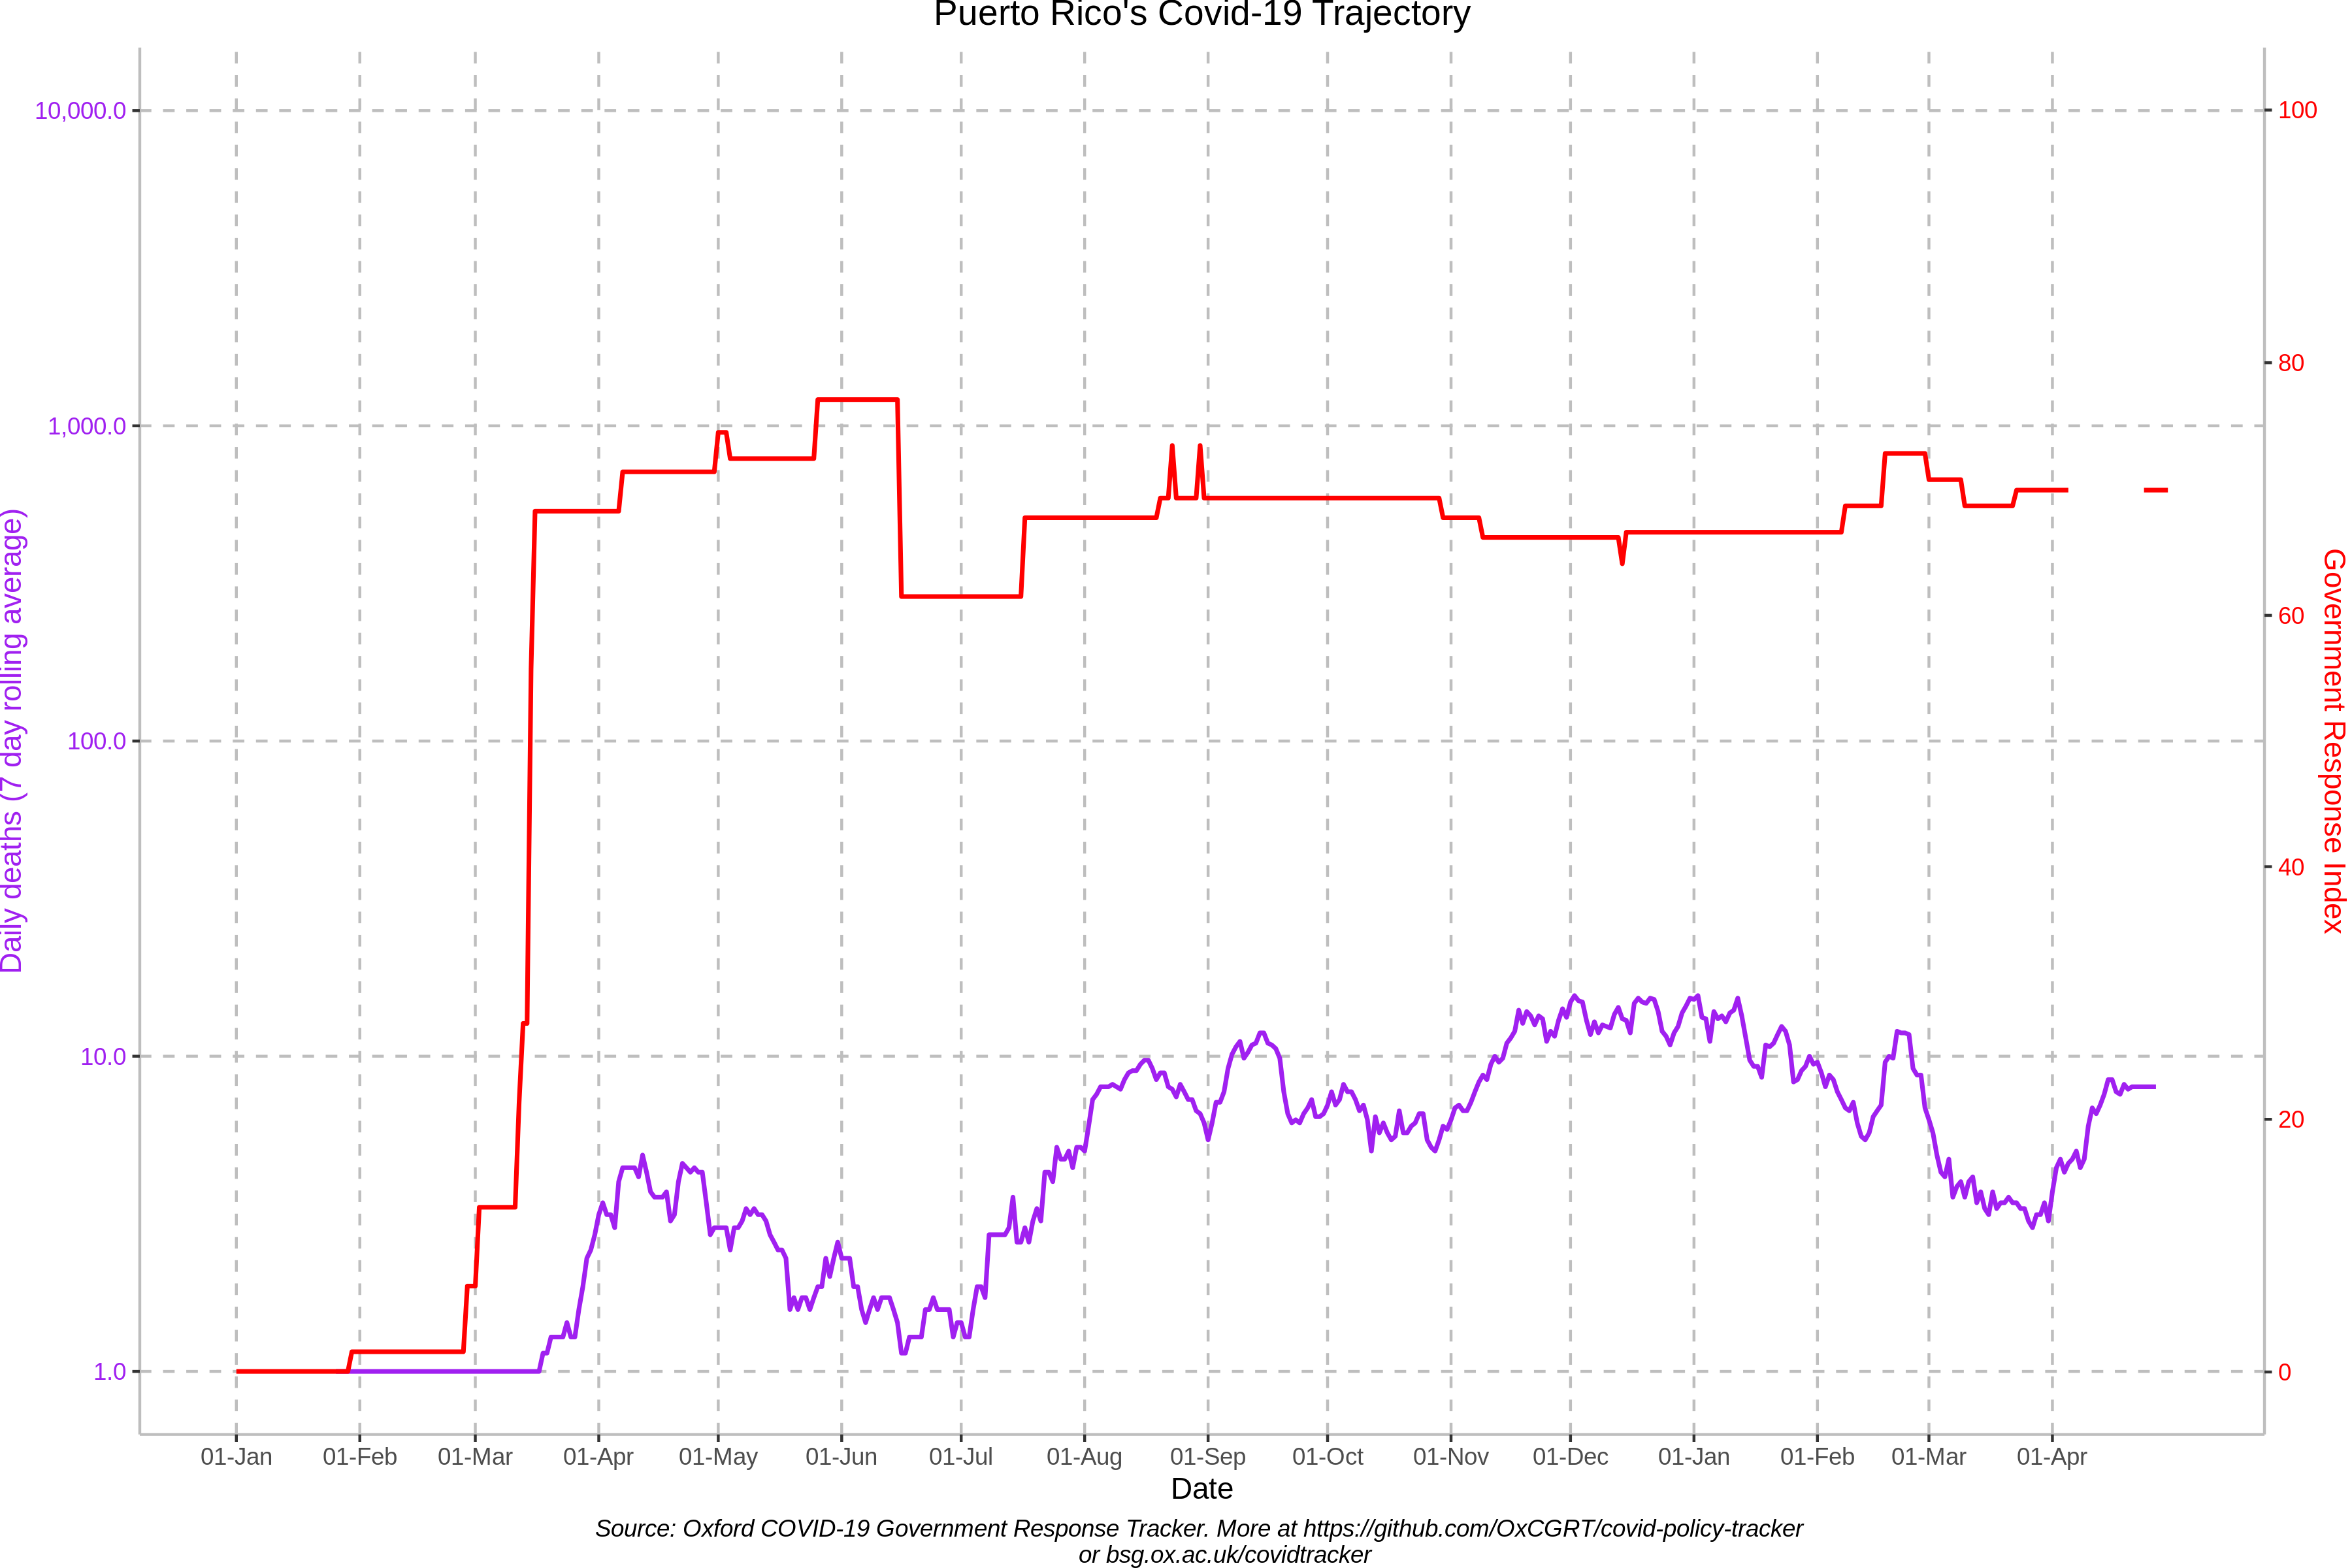 Puerto Rico's Covid-19 Trajectory
10,000.0
1,000.0
100.0
10.0
1.0
Daily deaths (7 day rolling average)
100
80
60
40
20
0
Government Response Index
01-Jan 01-Feb 01-Mar 01-Apr 01-May 01-Jun 01-Jul 01-Aug 01-Sep 01-Oct 01-Nov 01-Dec 01-Jan 01-Feb 01-Mar 01-Apr
Date
Source: Oxford COVID-19 Government Response Tracker. More at https://github.com/OxCGRT/covid-policy-tracker
or bsg.ox.ac.uk/covidtracker